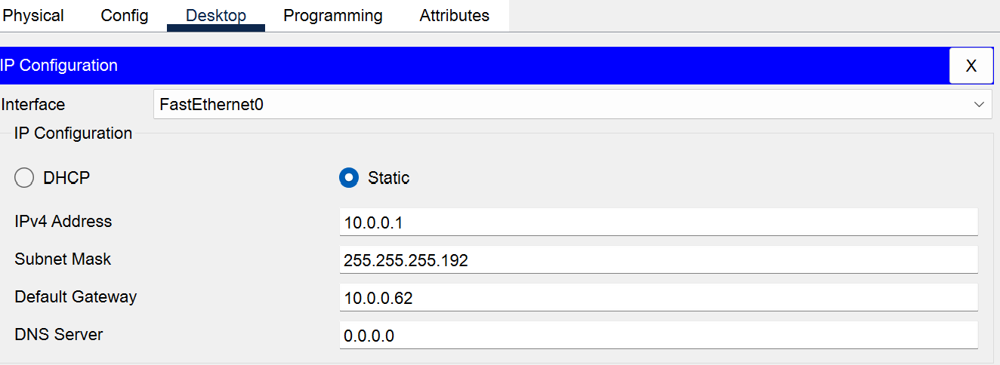 Physical Config Desktop Programming Attributes
IP Configuration X
Interface FastEthernet0
IP Configuration
DHCP Static
IPv4 Address 10.0.0.1
Subnet Mask 255.255.255.192
Default Gateway 10.0.0.62
DNS Server 0.0.0.0